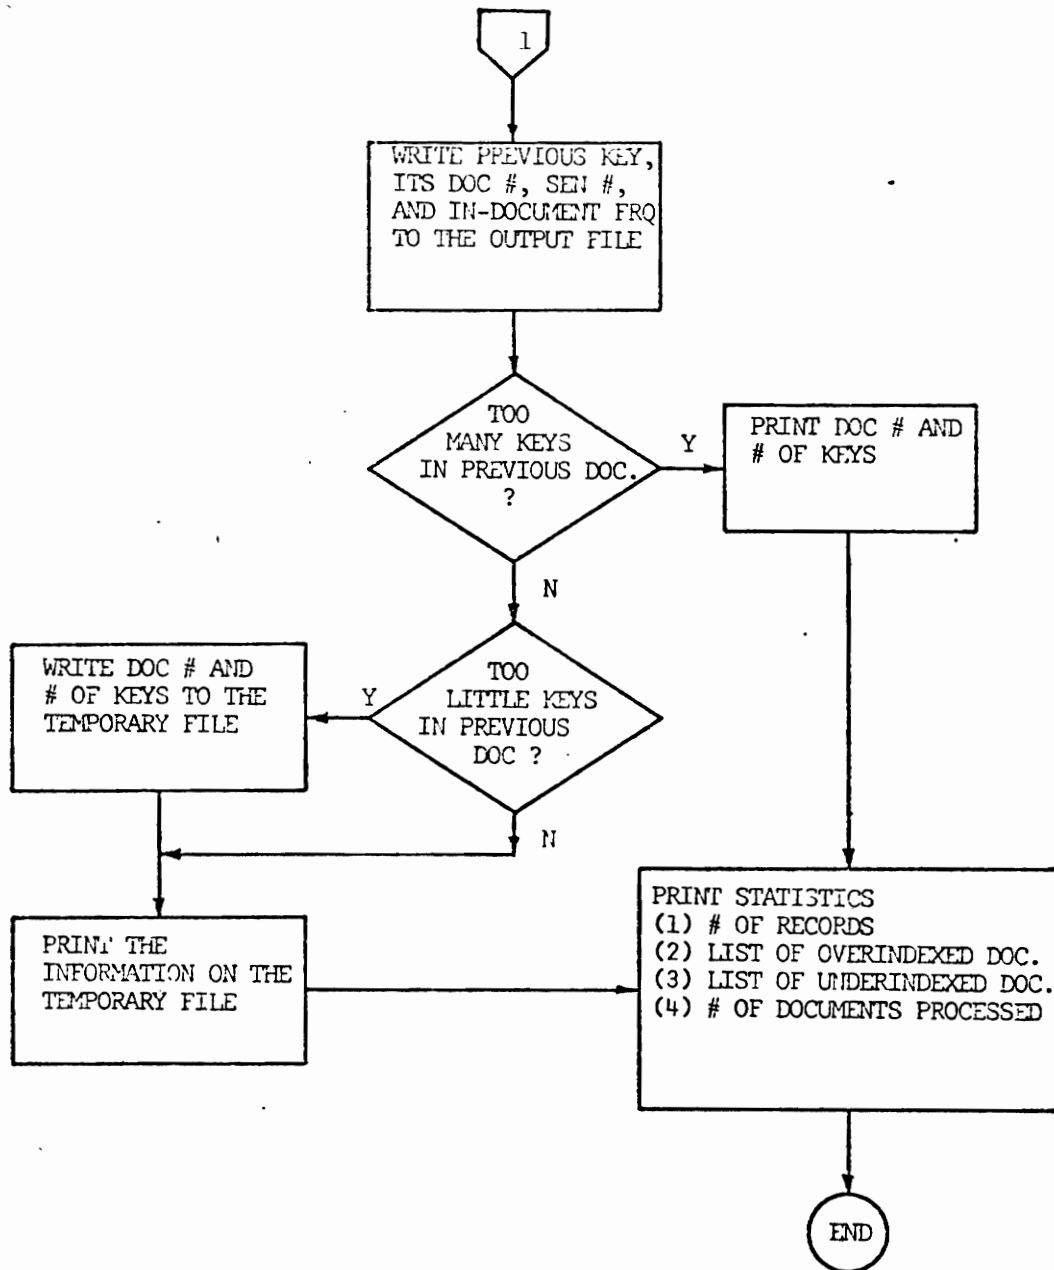 1
WRITE PREVIOUS KEY,
ITS DOC #, SEN #,
AND IN-DOCUMENT FRQ
TO THE OUTPUT FILE
TOO
MANY KEYS
IN PREVIOUS DOC.
?
Y
PRINT DOC # AND
# OF KEYS
N
TOO
LITTLE KEYS
IN PREVIOUS
DOC ?
Y
WRITE DOC # AND
# OF KEYS TO THE
TEMPORARY FILE
N
PRINT THE
INFORMATION ON THE
TEMPORARY FILE
PRINT STATISTICS
(1) # OF RECORDS
(2) LIST OF OVERINDEXED DOC.
(3) LIST OF UNDERINDEXED DOC.
(4) # OF DOCUMENTS PROCESSED
END